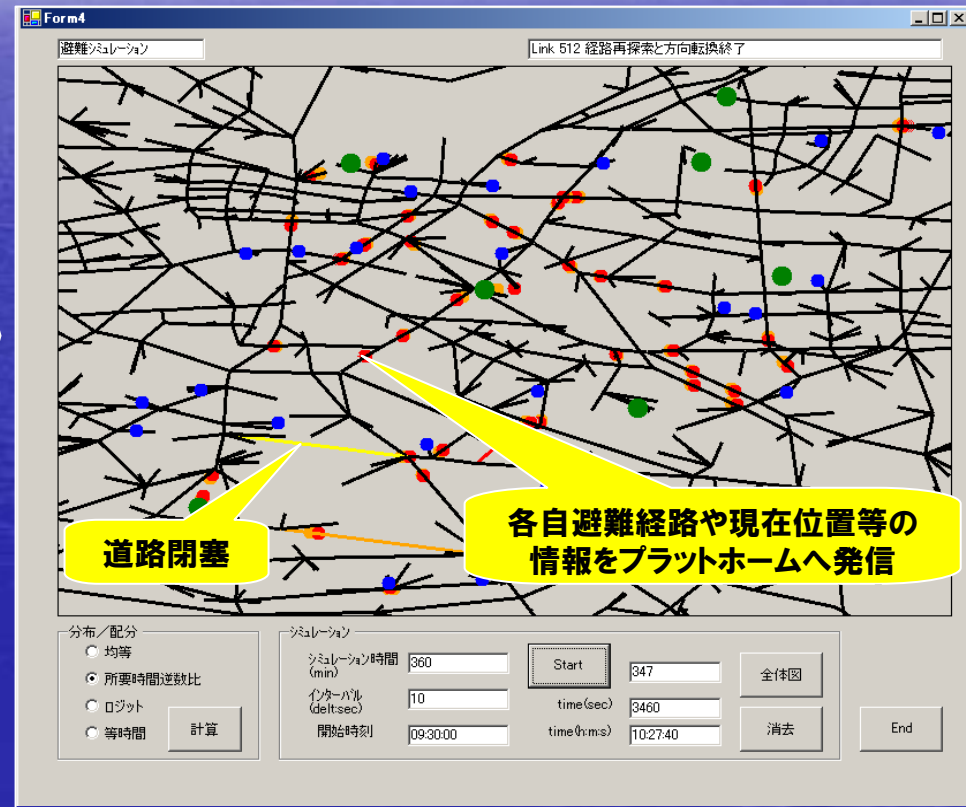 Form4
避難シミュレーション
Link 512 経路再探索と方向転換終了
道路閉塞
各自避難経路や現在位置等の
情報をプラットホームへ発信
分布/配分
均等
所要時間逆数比
ロジット
等時間
計算
シミュレーション
シミュレーション時間
(min)
360
インターバル
(delt:sec)
10
開始時刻
09:30:00
Start
347
time(sec)
3460
time(h:m:s)
10:27:40
全体図
消去
End